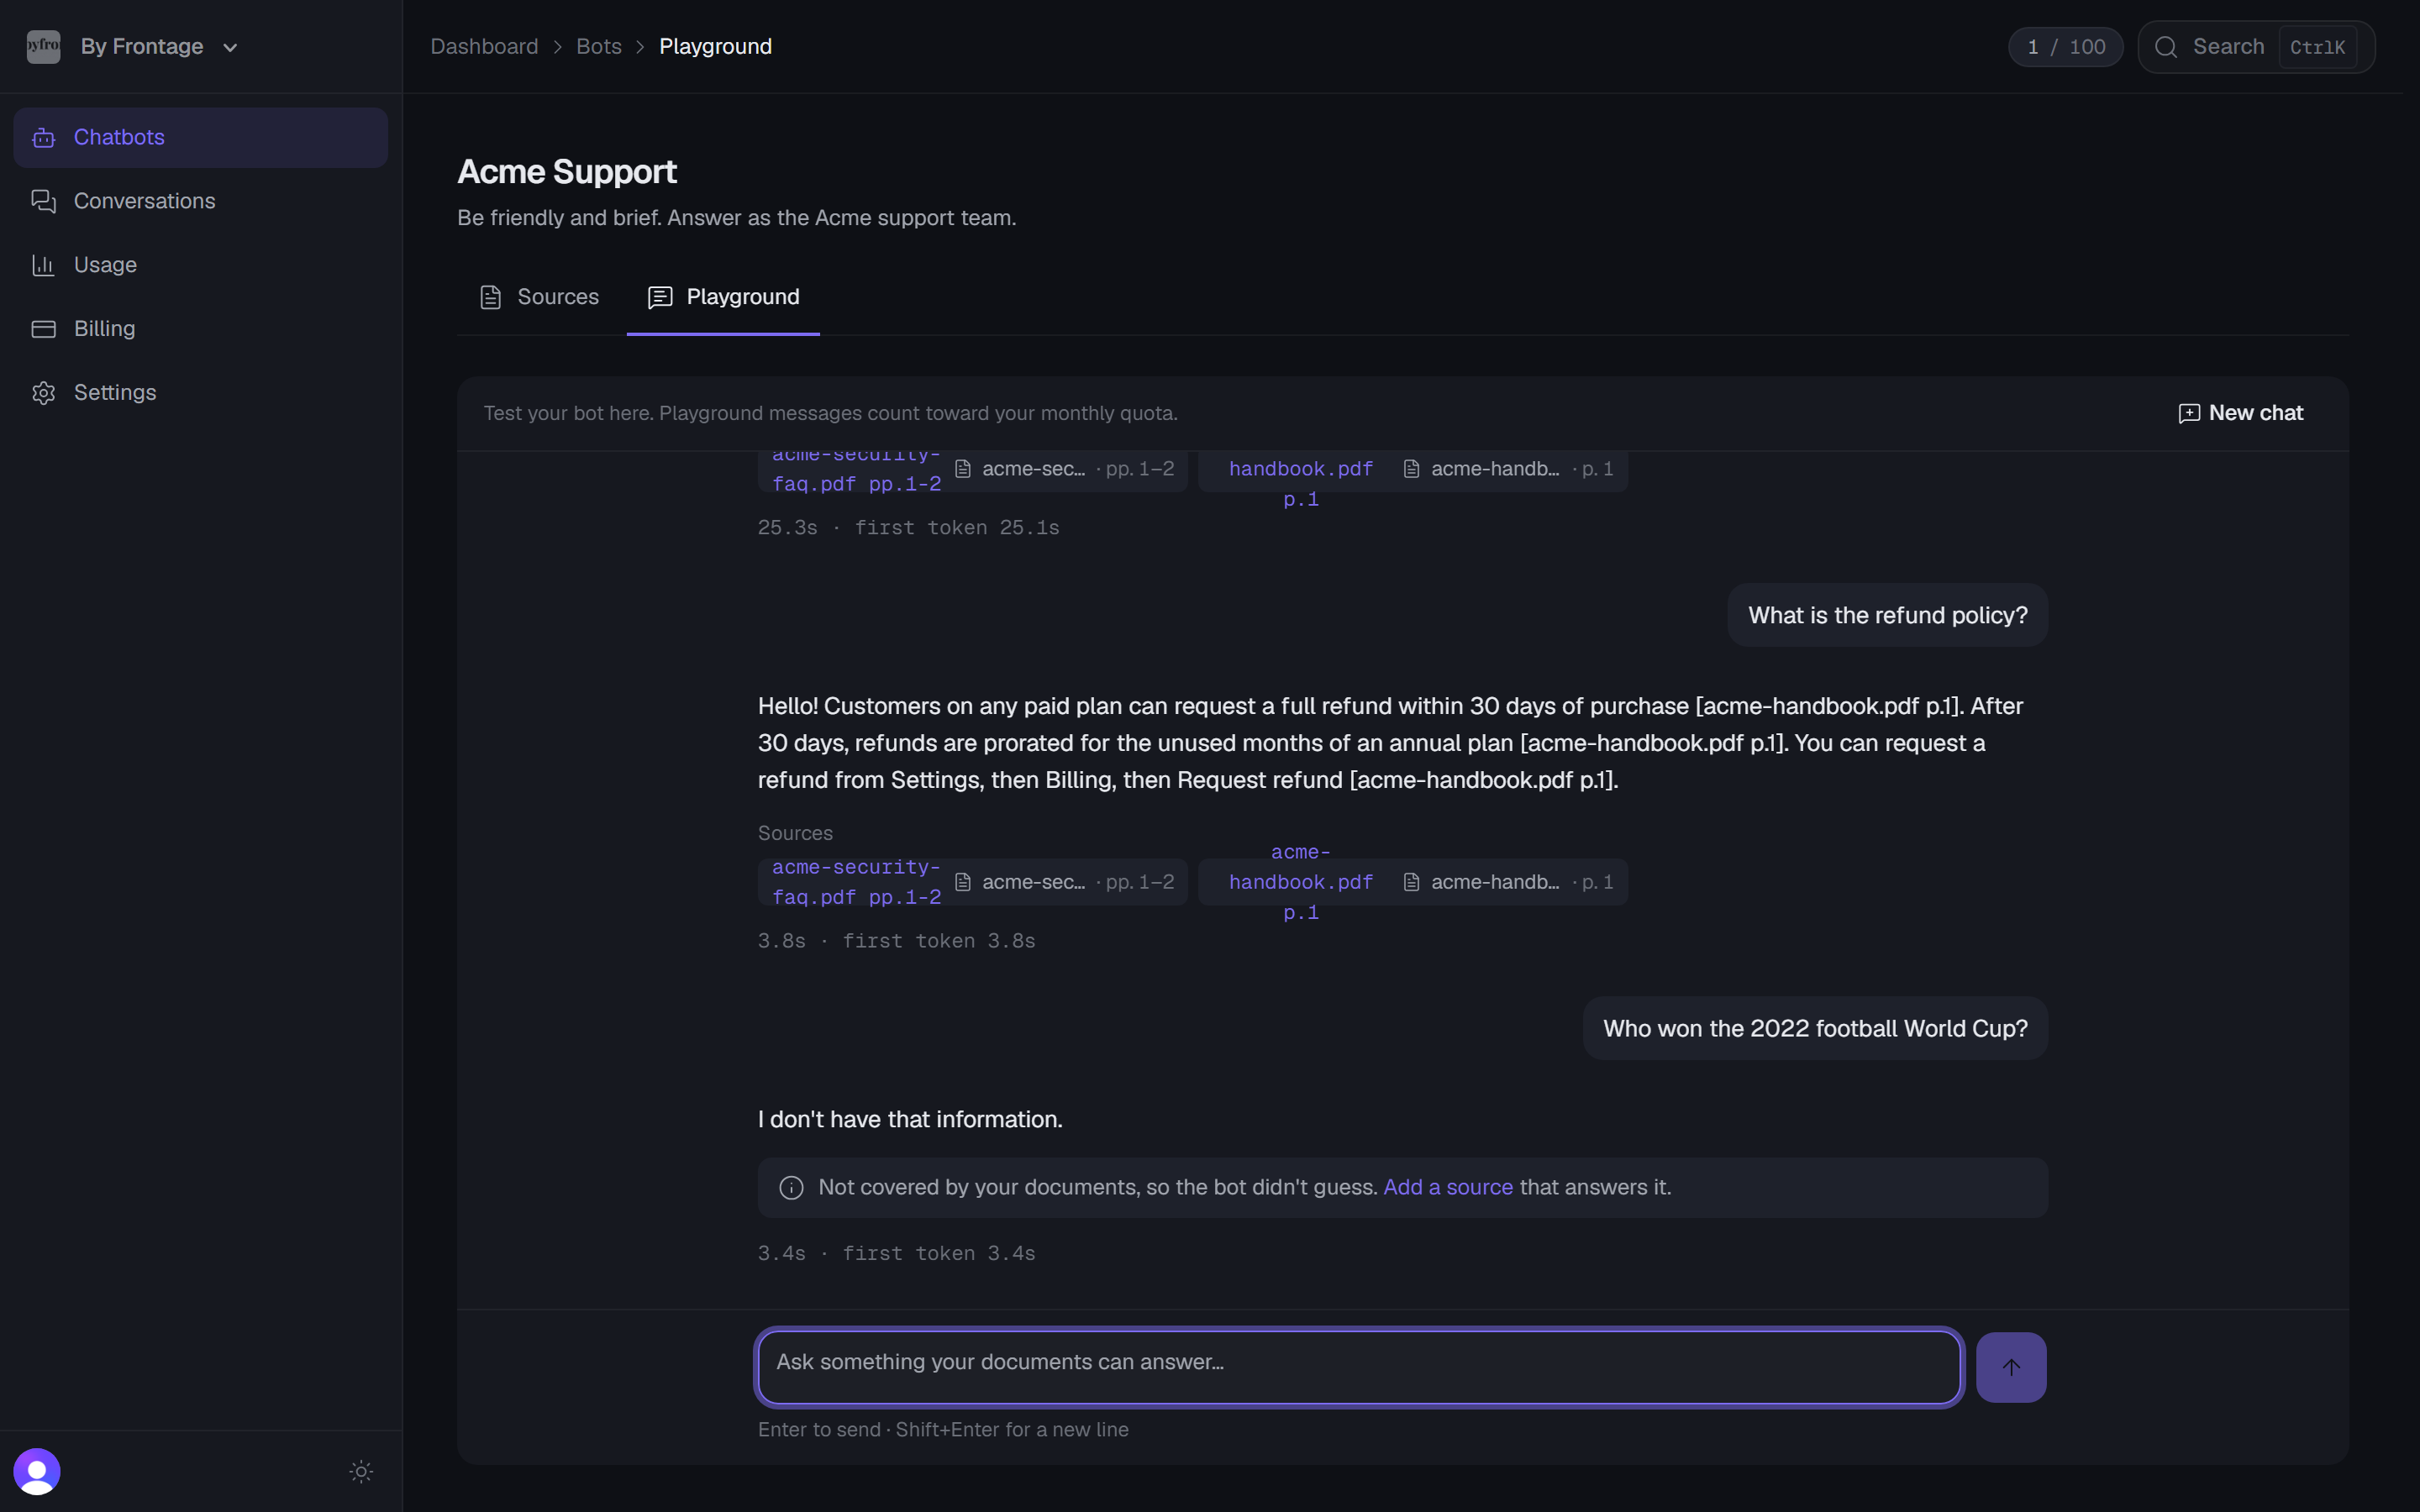 By Frontage
Dashboard > Bots > Playground
1 / 100
Search CtrlK
Chatbots
Conversations
Usage
Billing
Settings
Acme Support
Be friendly and brief. Answer as the Acme support team.
Sources
Playground
Test your bot here. Playground messages count toward your monthly quota.
New chat
acme-security-
faq.pdf pp.1-2
acme-sec... · pp. 1–2
handbook.pdf
p.1
acme-handb... · p. 1
25.3s · first token 25.1s
What is the refund policy?
Hello! Customers on any paid plan can request a full refund within 30 days of purchase [acme-handbook.pdf p.1]. After
30 days, refunds are prorated for the unused months of an annual plan [acme-handbook.pdf p.1]. You can request a
refund from Settings, then Billing, then Request refund [acme-handbook.pdf p.1].
Sources
acme-security-
faq.pdf pp.1-2
acme-sec... · pp. 1–2
acme-
handbook.pdf
p.1
acme-handb... · p. 1
3.8s · first token 3.8s
Who won the 2022 football World Cup?
I don't have that information.
Not covered by your documents, so the bot didn't guess. Add a source that answers it.
3.4s · first token 3.4s
Ask something your documents can answer...
Enter to send · Shift+Enter for a new line